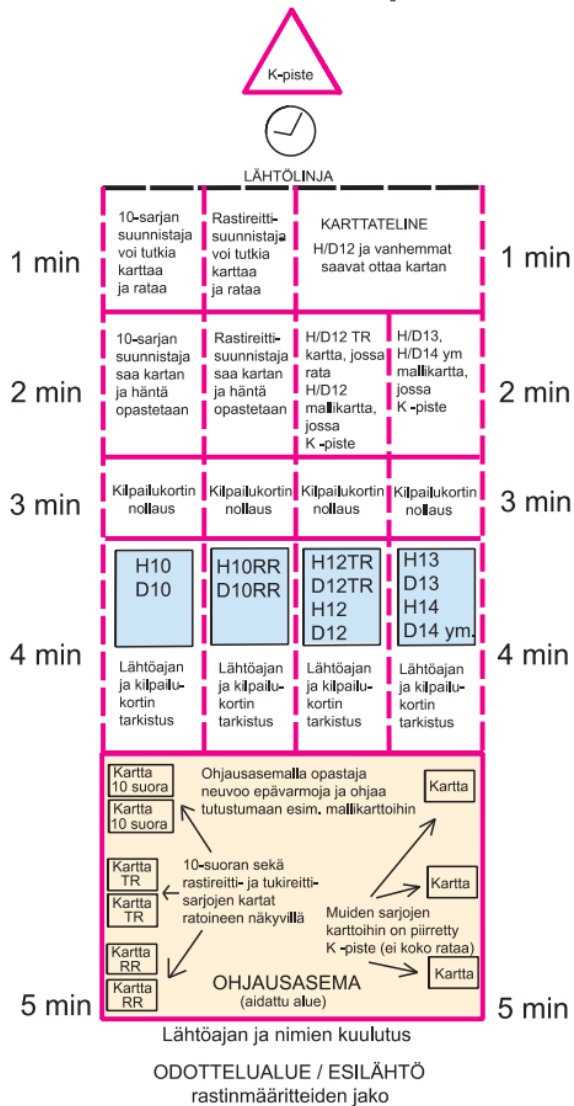 K-piste
LÄHTÖLINJA
1 min
10-sarjan
suunnistaja
voi tutkia
karttaa
ja rataa
Rastireitti-
suunnistaja
voi tutkia
karttaa
ja rataa
KARTTATELINE
H/D12 ja vanhemmat
saavat ottaa kartan
1 min
2 min
10-sarjan
suunnistaja
saa kartan
ja häntä
opastetaan
Rastireitti-
suunnistaja
saa kartan
ja häntä
opastetaan
H/D12 TR
kartta, jossa
rata
H/D12
mallikartta,
jossa
K -piste
H/D13,
H/D14 ym
mallikartta,
jossa
K -piste
2 min
3 min
Kilpailukortin
nollaus
Kilpailukortin
nollaus
Kilpailukortin
nollaus
Kilpailukortin
nollaus
3 min
4 min
H10
D10
Lähtöajan
ja kilpailu-
kortin
tarkistus
H10RR
D10RR
Lähtöajan
ja kilpailu-
kortin
tarkistus
H12TR
D12TR
H12
D12
Lähtöajan
ja kilpailu-
kortin
tarkistus
H13
D13
H14
D14 ym.
Lähtöajan
ja kilpailu-
kortin
tarkistus
4 min
Kartta
10 suora
Kartta
10 suora
Ohjausasemalla opastaja
neuvoo epävarmoja ja ohjaa
tutustumaan esim. mallikarttoihin
Kartta
Kartta
TR
Kartta
TR
10-suoran sekä
rastireitti- ja tukireitti-
sarjojen kartat
ratoineen näkyvillä
Kartta
Muiden sarjojen
karttoihin on piirretty
K -piste (ei koko rataa)
Kartta
RR
Kartta
RR
Kartta
OHJAUSASEMA
(aidattu alue)
5 min
5 min
Lähtöajan ja nimien kuulutus
ODOTTELUALUE / ESILÄHTÖ
rastinmääritteiden jako